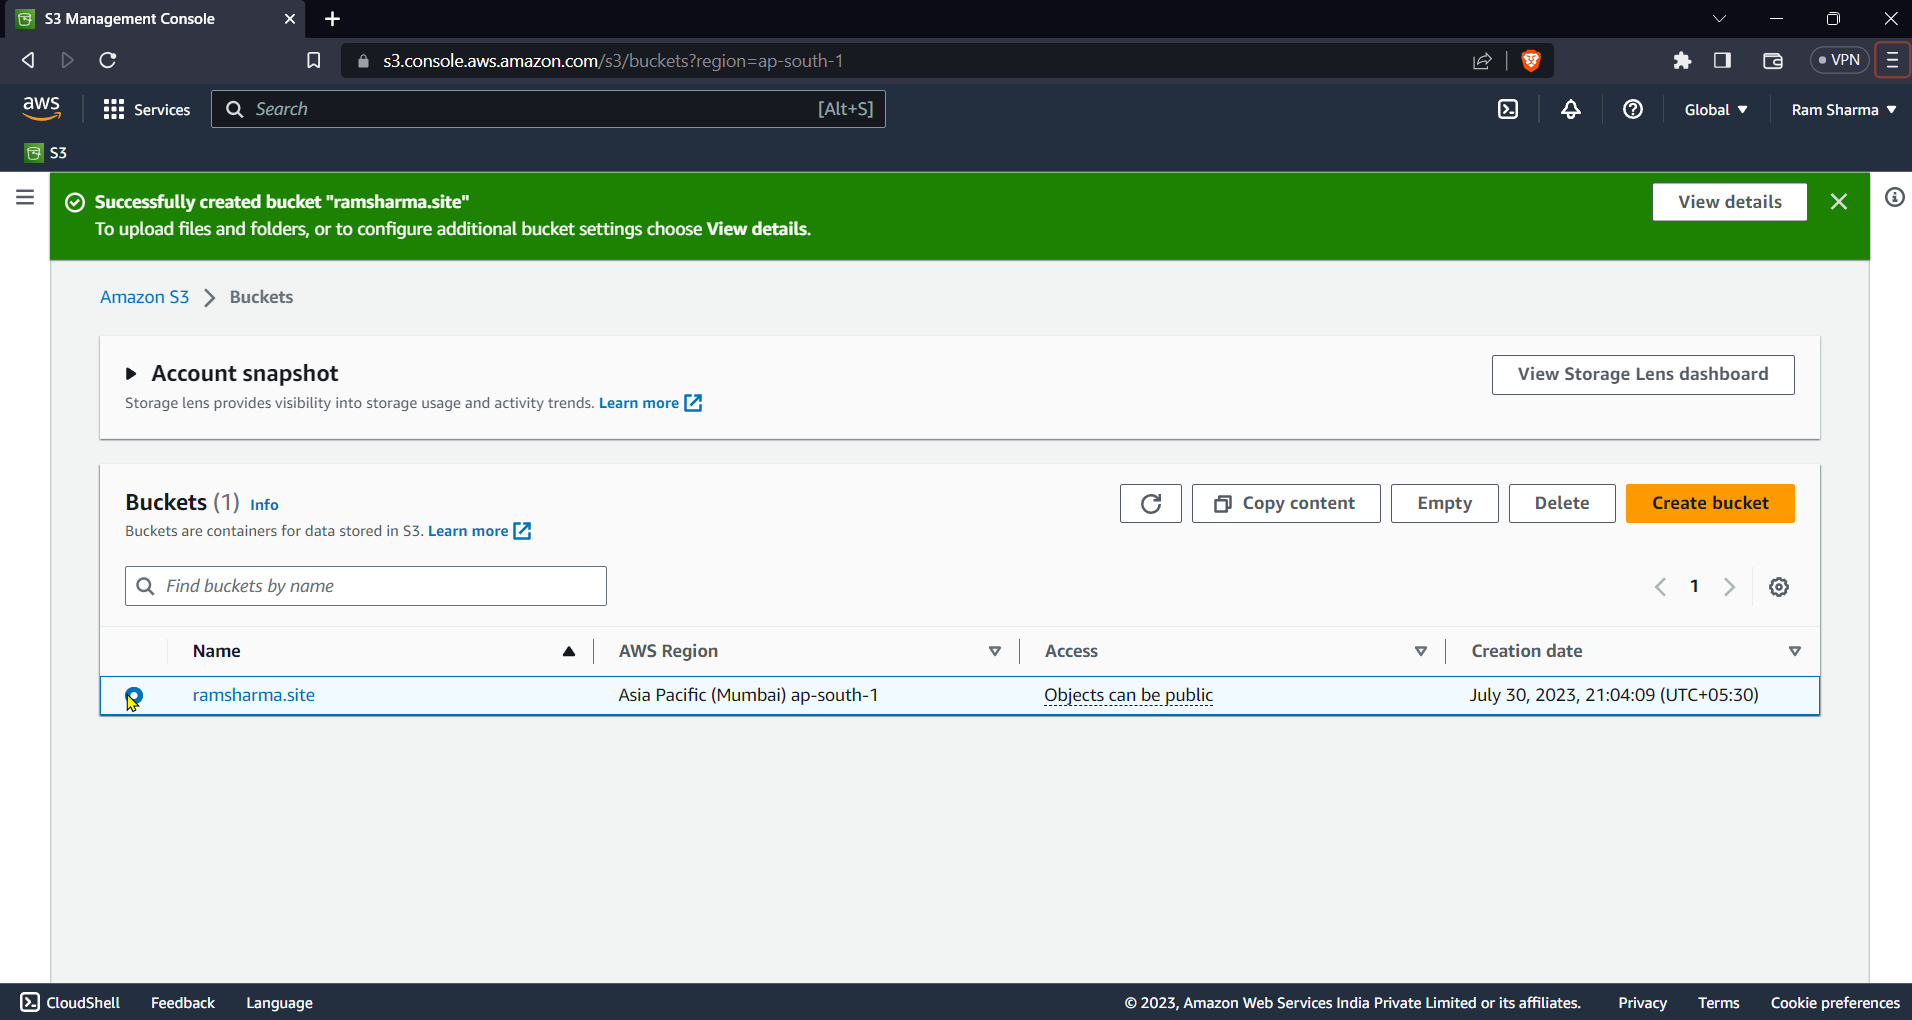 S3 Management Console
s3.console.aws.amazon.com/s3/buckets?region=ap-south-1
VPN
aws
Services
Search
[Alt+S]
Global
Ram Sharma
S3
Successfully created bucket "ramsharma.site"
To upload files and folders, or to configure additional bucket settings choose View details.
View details
Amazon S3
Buckets
Account snapshot
Storage lens provides visibility into storage usage and activity trends. Learn more
View Storage Lens dashboard
Buckets (1) Info
Buckets are containers for data stored in S3. Learn more
Copy content
Empty
Delete
Create bucket
Find buckets by name
1
Name
AWS Region
Access
Creation date
ramsharma.site
Asia Pacific (Mumbai) ap-south-1
Objects can be public
July 30, 2023, 21:04:09 (UTC+05:30)
CloudShell
Feedback
Language
© 2023, Amazon Web Services India Private Limited or its affiliates.
Privacy
Terms
Cookie preferences